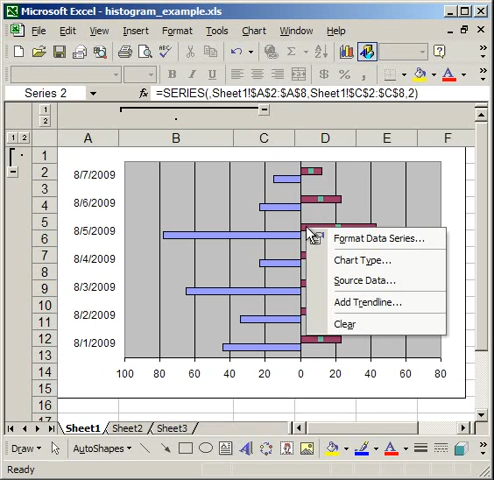 Microsoft Excel - histogram_example.xls
File Edit View Insert Format Tools Chart Window Help
Series 2 =SERIES(,Sheet1!$A$2:$A$8,Sheet1!$C$2:$C$8,2)
1
2
1 2 A B C D E F
1
2 8/7/2009
4 8/6/2009
5 8/5/2009
6 Format Data Series...
8 8/4/2009 Chart Type...
9 8/3/2009 Source Data...
10 Add Trendline...
11 8/2/2009 Clear
12 8/1/2009
13
14 100 80 60 40 20 0 20 40 60 80
15
16
17
Sheet1 Sheet2 Sheet3
Draw AutoShapes
Ready